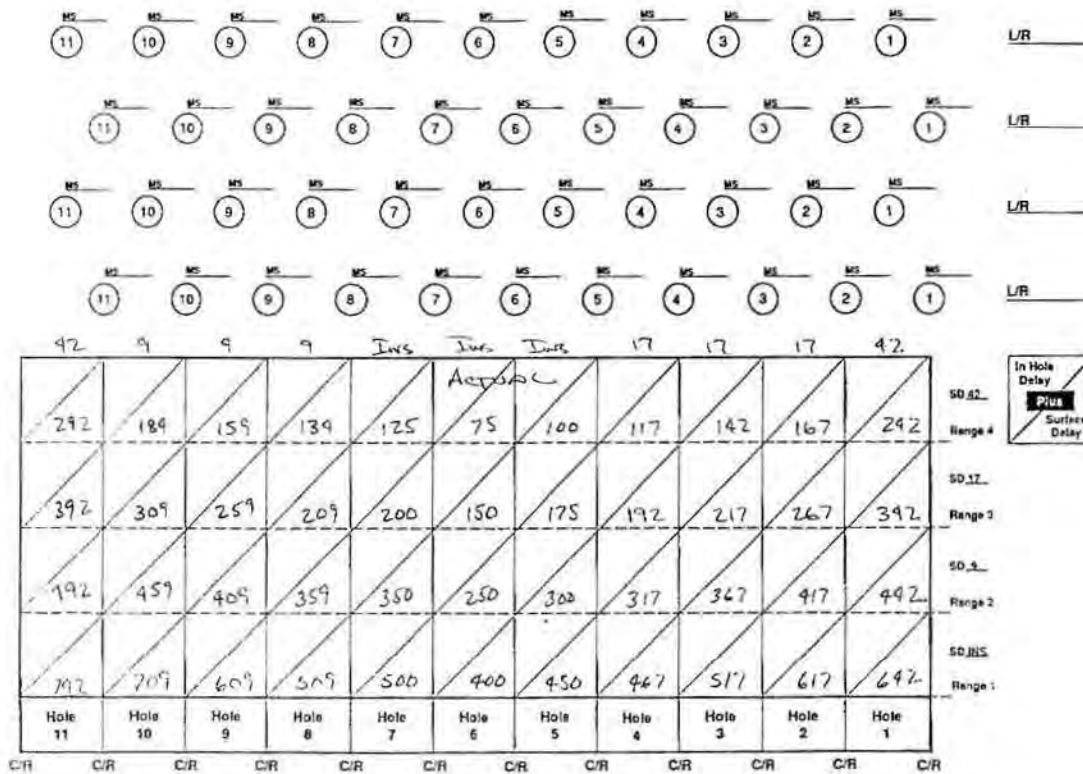 MS MS MS MS MS MS MS MS MS MS MS
11 10 9 8 7 6 5 4 3 2 1 L/R
MS MS MS MS MS MS MS MS MS MS MS
11 10 9 8 7 6 5 4 3 2 1 L/R
MS MS MS MS MS MS MS MS MS MS MS
11 10 9 8 7 6 5 4 3 2 1 L/R
MS MS MS MS MS MS MS MS MS MS MS
11 10 9 8 7 6 5 4 3 2 1 L/R
42 9 9 9 Ins Ins Ins 17 17 17 42
Actual
SD 42
292 184 159 134 125 75 100 117 142 167 242 Range 4
SD 17
392 309 259 209 200 150 175 192 217 267 342 Range 3
SD 9
492 459 409 359 350 250 300 317 367 417 442 Range 2
SD INS
792 709 609 509 500 400 450 467 517 617 642 Range 1
Hole Hole Hole Hole Hole Hole Hole Hole Hole Hole Hole
11 10 9 8 7 6 5 4 3 2 1
C/R C/R C/R C/R C/R C/R C/R C/R C/R C/R C/R C/R
In Hole
Delay
Plus
Surface
Delay